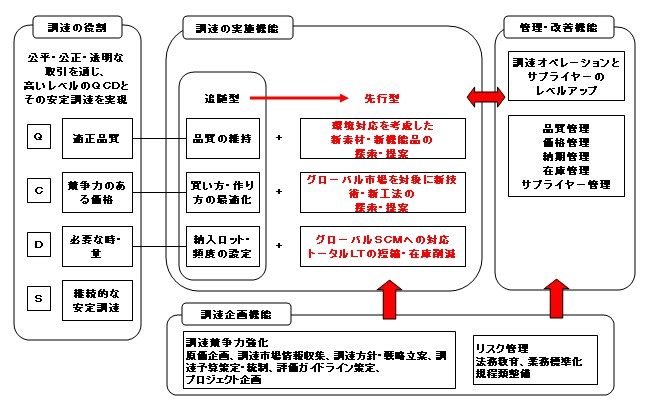 調達の役割
公平・公正・透明な
取引を通じ、
高いレベルのQCDと
その安定調達を実現
Q
適正品質
C
競争力のあ
る価格
D
必要な時・
量
S
継続的な
安定調達
調達の実施機能
追随型
先行型
品質の維持
+
環境対応を考慮した
新素材・新機能品の
探索・提案
買い方・作り
方の最適化
+
グローバル市場を対象に新技
術・新工法の
探索・提案
納入ロット・
頻度の設定
+
グローバルSCMへの対応
トータルLTの短縮・在庫削減
管理・改善機能
調達オペレーションと
サプライヤーの
レベルアップ
品質管理
価格管理
納期管理
在庫管理
サプライヤー管理
調達企画機能
調達競争力強化
原価企画、調達市場情報収集、調達方針・戦略立案、調
達予算策定・統制、評価ガイドライン策定、
プロジェクト企画
リスク管理
法務教育、業務標準化
規程類整備